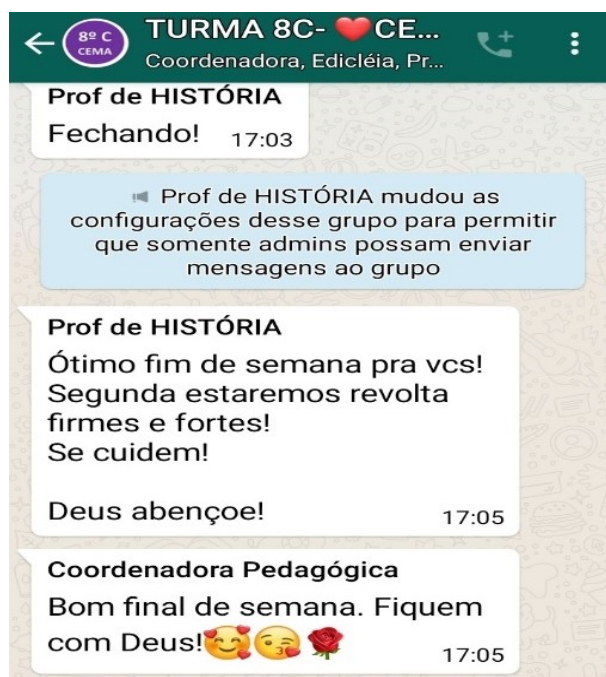 8º C
CEMA
TURMA 8C- ❤️CE...
Coordenadora, Edicléia, Pr...
Prof de HISTÓRIA
Fechando! 17:03
Prof de HISTÓRIA mudou as
configurações desse grupo para permitir
que somente admins possam enviar
mensagens ao grupo
Prof de HISTÓRIA
Ótimo fim de semana pra vcs!
Segunda estaremos revolta
firmes e fortes!
Se cuidem!
Deus abençoe! 17:05
Coordenadora Pedagógica
Bom final de semana. Fiquem
com Deus!🥰😘🌹 17:05